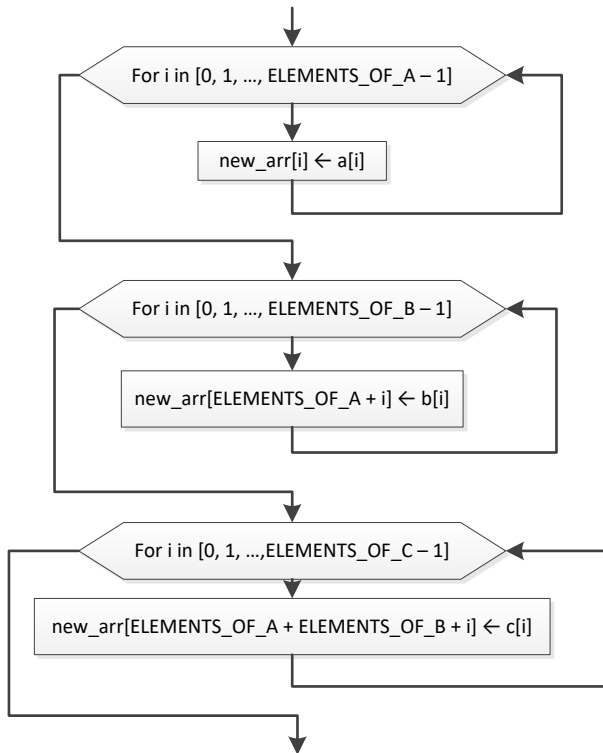 For i in [0, 1, …, ELEMENTS_OF_A – 1]
new_arr[i] ← a[i]
For i in [0, 1, …, ELEMENTS_OF_B – 1]
new_arr[ELEMENTS_OF_A + i] ← b[i]
For i in [0, 1, …,ELEMENTS_OF_C – 1]
new_arr[ELEMENTS_OF_A + ELEMENTS_OF_B + i] ← c[i]